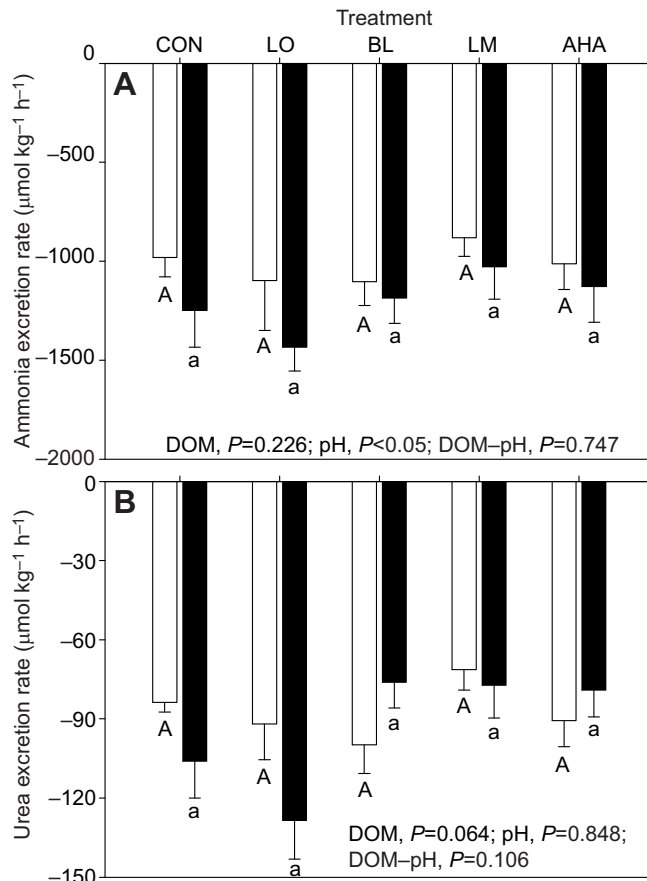 Treatment
CON LO BL LM AHA
A
Ammonia excretion rate (μmol kg–1 h–1)
0
–500
–1000
–1500
–2000
A a A a A a A a A a
DOM, P=0.226; pH, P<0.05; DOM–pH, P=0.747
B
Urea excretion rate (μmol kg–1 h–1)
0
–30
–60
–90
–120
–150
A a A a A a A a A a
DOM, P=0.064; pH, P=0.848;
DOM–pH, P=0.106